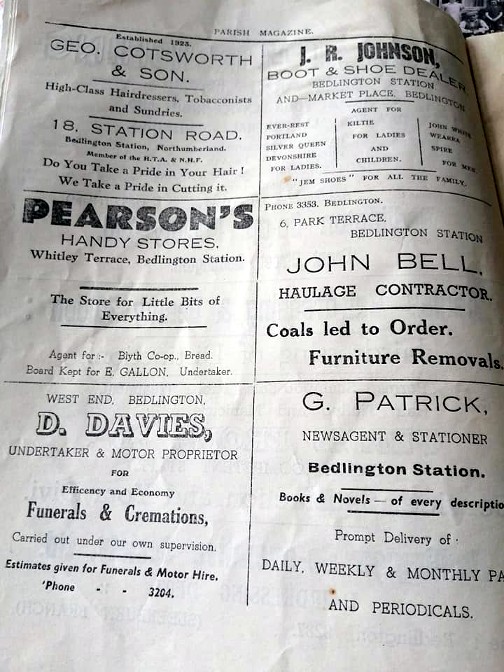 PARISH MAGAZINE.
Established 1925.
GEO. COTSWORTH
& SON.
High-Class Hairdressers, Tobacconists
and Sundries.
18, STATION ROAD,
Bedlington Station, Northumberland.
Member of the H.T.A. & N.H.F.
Do You Take a Pride in Your Hair !
We Take a Pride in Cutting it.
PEARSON'S
HANDY STORES,
Whitley Terrace, Bedlington Station.
The Store for Little Bits of
Everything.
Agent for :- Blyth Co-op., Bread.
Board Kept for E. GALLON, Undertaker.
WEST END, BEDLINGTON,
D. DAVIES,
UNDERTAKER & MOTOR PROPRIETOR
FOR
Efficency and Economy
Funerals & Cremations,
Carried out under our own supervision.
Estimates given for Funerals & Motor Hire.
'Phone - - 3204.
J. R. JOHNSON,
BOOT & SHOE DEALER
BEDLINGTON STATION
AND—MARKET PLACE, BEDLINGTON
AGENT FOR
EVER-REST
PORTLAND
SILVER QUEEN
DEVONSHIRE
FOR LADIES.
KILTIE
FOR LADIES
AND
CHILDREN.
JOHN WHITE
WEARRA
SPIRE
FOR MEN
"JEM SHOES" FOR ALL THE FAMILY.
PHONE 3353, BEDLINGTON.
6, PARK TERRACE,
BEDLINGTON STATION
JOHN BELL,
HAULAGE CONTRACTOR.
Coals led to Order.
Furniture Removals.
G. PATRICK,
NEWSAGENT & STATIONER
Bedlington Station.
Books & Novels — of every descriptio
Prompt Delivery of
DAILY, WEEKLY & MONTHLY PA
AND PERIODICALS.